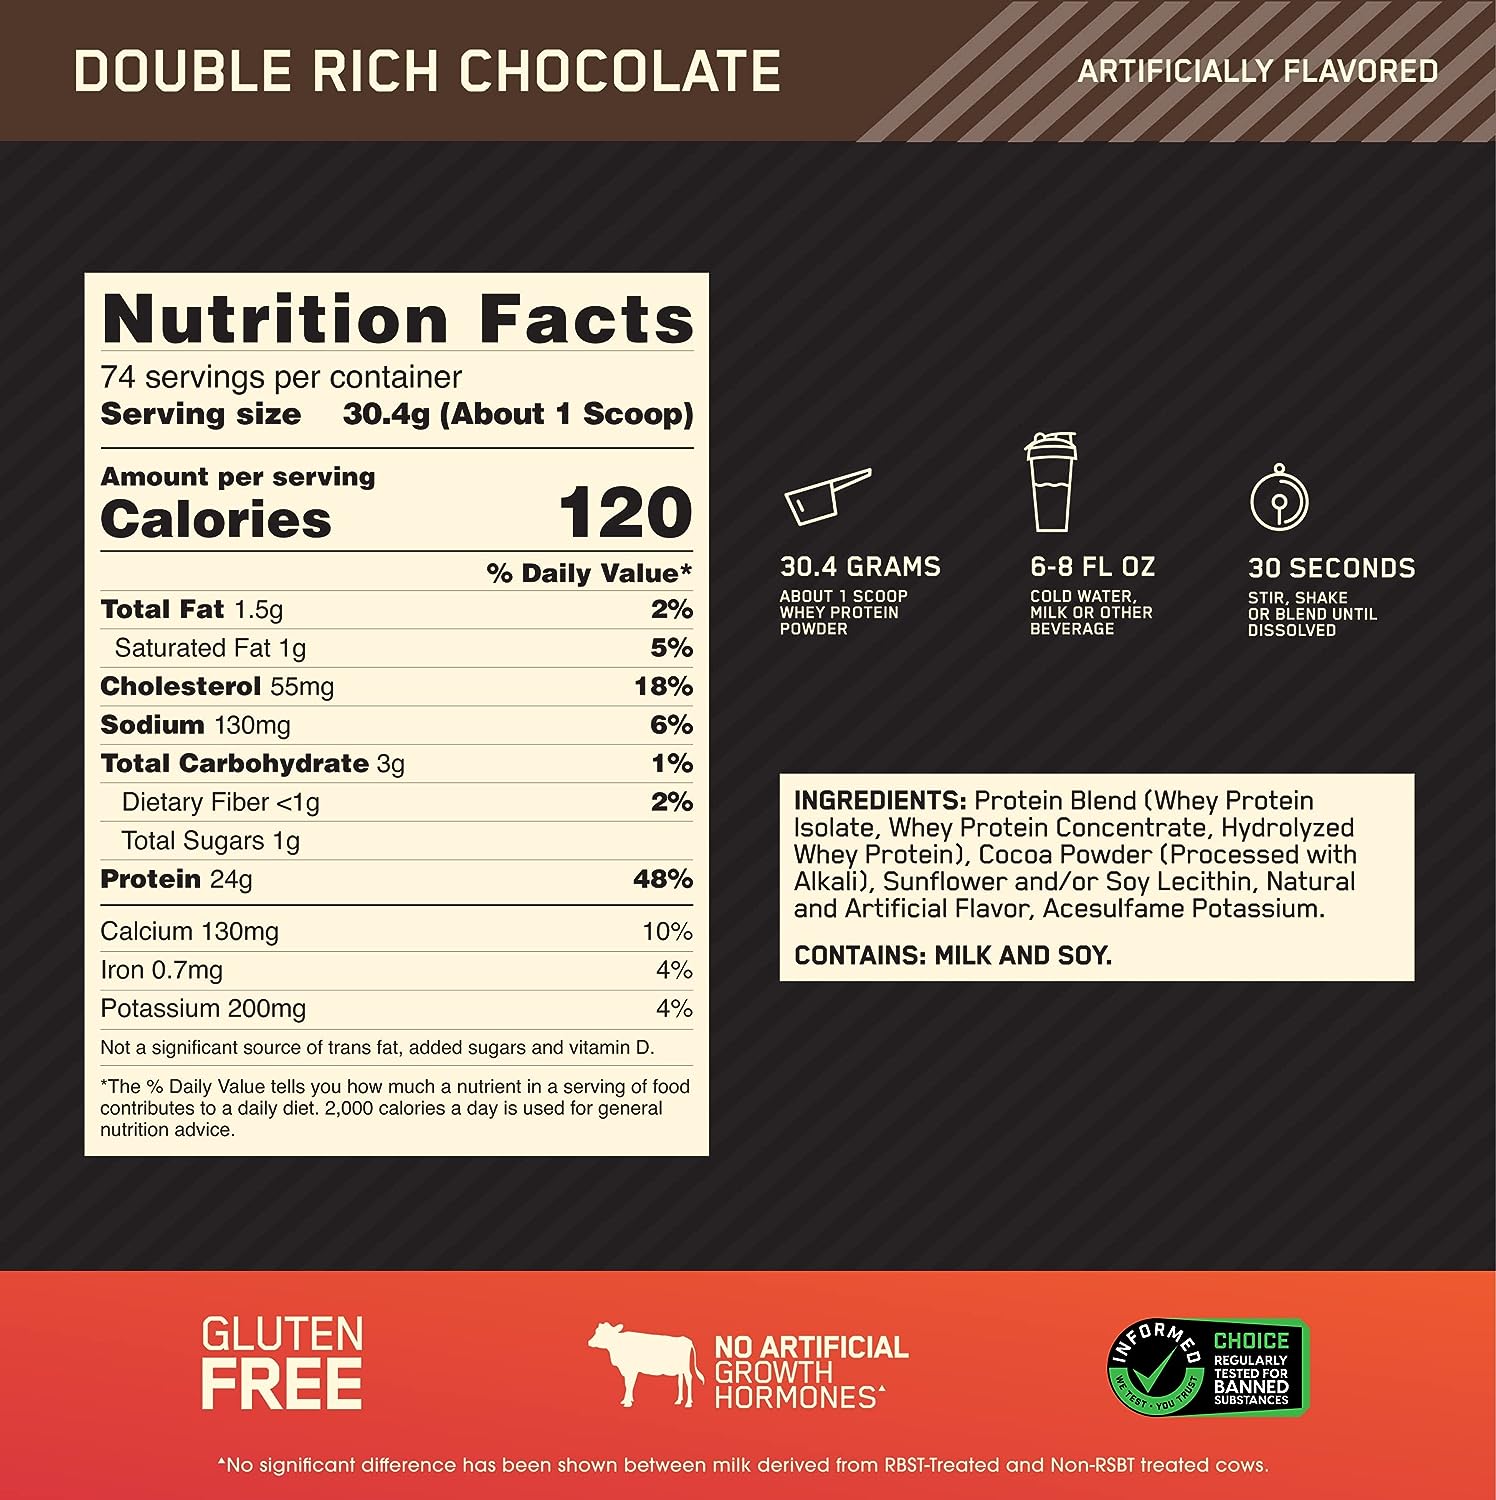 DOUBLE RICH CHOCOLATE
ARTIFICIALLY FLAVORED
Nutrition Facts
74 servings per container
Serving size 30.4g (About 1 Scoop)
Amount per serving
Calories 120
% Daily Value*
Total Fat 1.5g 2%
Saturated Fat 1g 5%
Cholesterol 55mg 18%
Sodium 130mg 6%
Total Carbohydrate 3g 1%
Dietary Fiber <1g 2%
Total Sugars 1g
Protein 24g 48%
Calcium 130mg 10%
Iron 0.7mg 4%
Potassium 200mg 4%
Not a significant source of trans fat, added sugars and vitamin D.
*The % Daily Value tells you how much a nutrient in a serving of food
contributes to a daily diet. 2,000 calories a day is used for general
nutrition advice.
30.4 GRAMS
ABOUT 1 SCOOP
WHEY PROTEIN
POWDER
6-8 FL OZ
COLD WATER,
MILK OR OTHER
BEVERAGE
30 SECONDS
STIR, SHAKE
OR BLEND UNTIL
DISSOLVED
INGREDIENTS: Protein Blend (Whey Protein
Isolate, Whey Protein Concentrate, Hydrolyzed
Whey Protein), Cocoa Powder (Processed with
Alkali), Sunflower and/or Soy Lecithin, Natural
and Artificial Flavor, Acesulfame Potassium.
CONTAINS: MILK AND SOY.
GLUTEN
FREE
NO ARTIFICIAL
GROWTH
HORMONES▲
INFORMED
WE TEST · YOU TRUST
CHOICE
REGULARLY
TESTED FOR
BANNED
SUBSTANCES
▲No significant difference has been shown between milk derived from RBST-Treated and Non-RSBT treated cows.